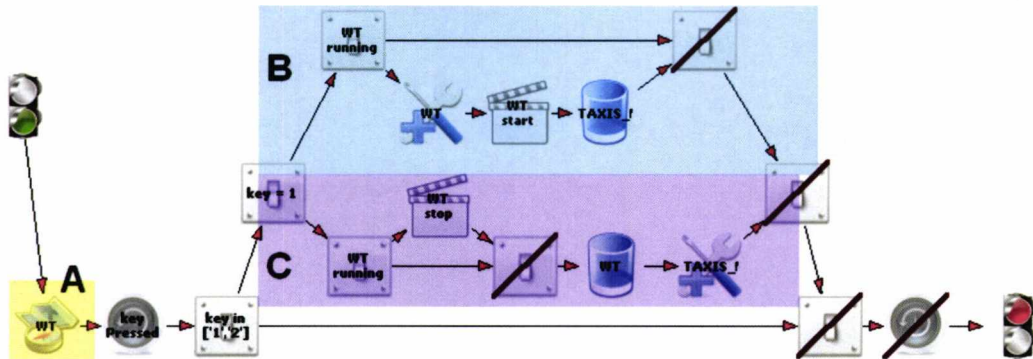 WT
running
B
WT
WT
start
TAXIS_!
key = 1
WT
stop
C
WT
running
WT
TAXIS_!
A
WT
key
Pressed
key in
['1','2']